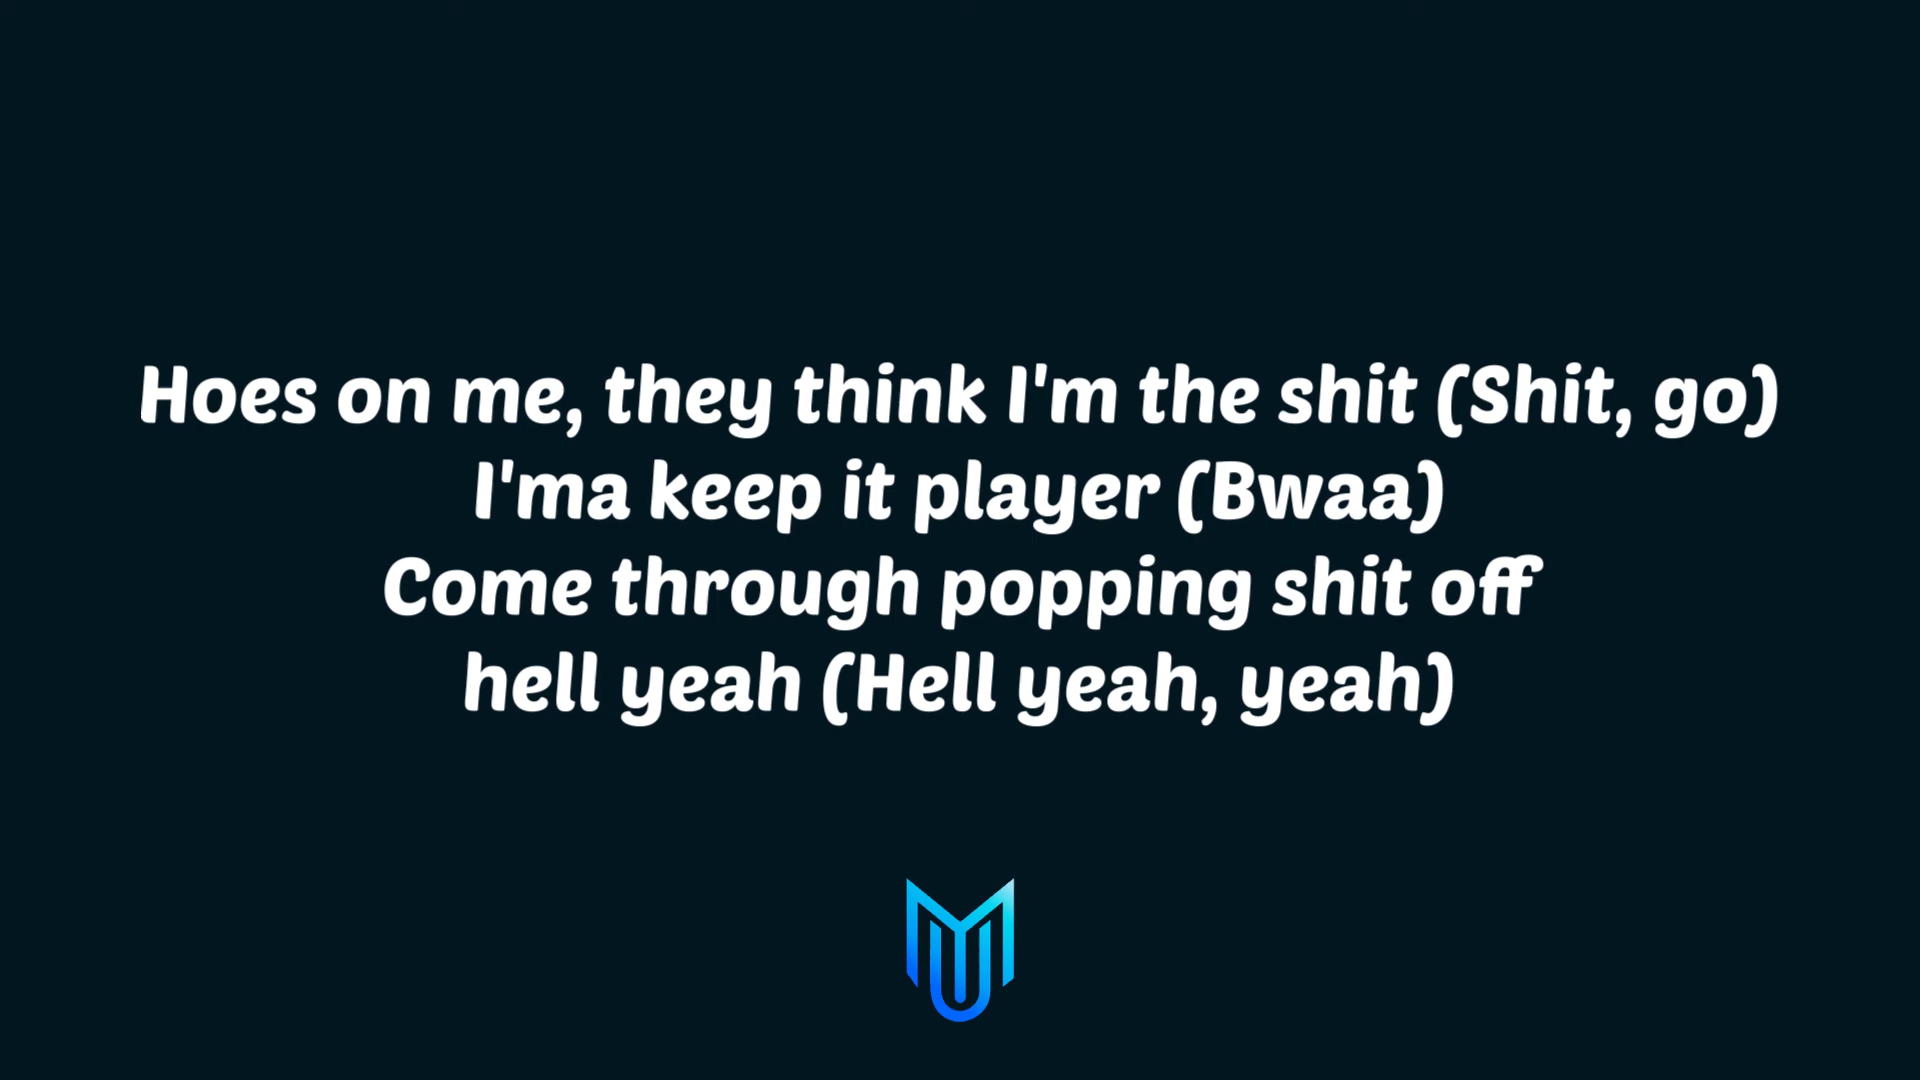 Hoes on me, they think I'm the shit (Shit, go)
I'ma keep it player (Bwaa)
Come through popping shit off
hell yeah (Hell yeah, yeah)